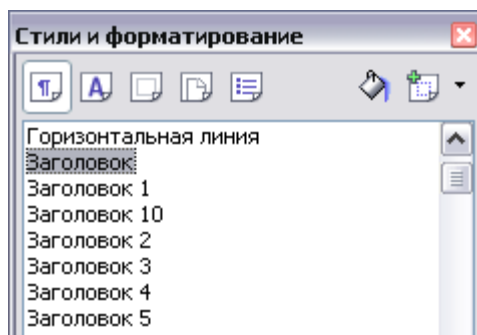 Стили и форматирование
Горизонтальная линия
Заголовок
Заголовок 1
Заголовок 10
Заголовок 2
Заголовок 3
Заголовок 4
Заголовок 5